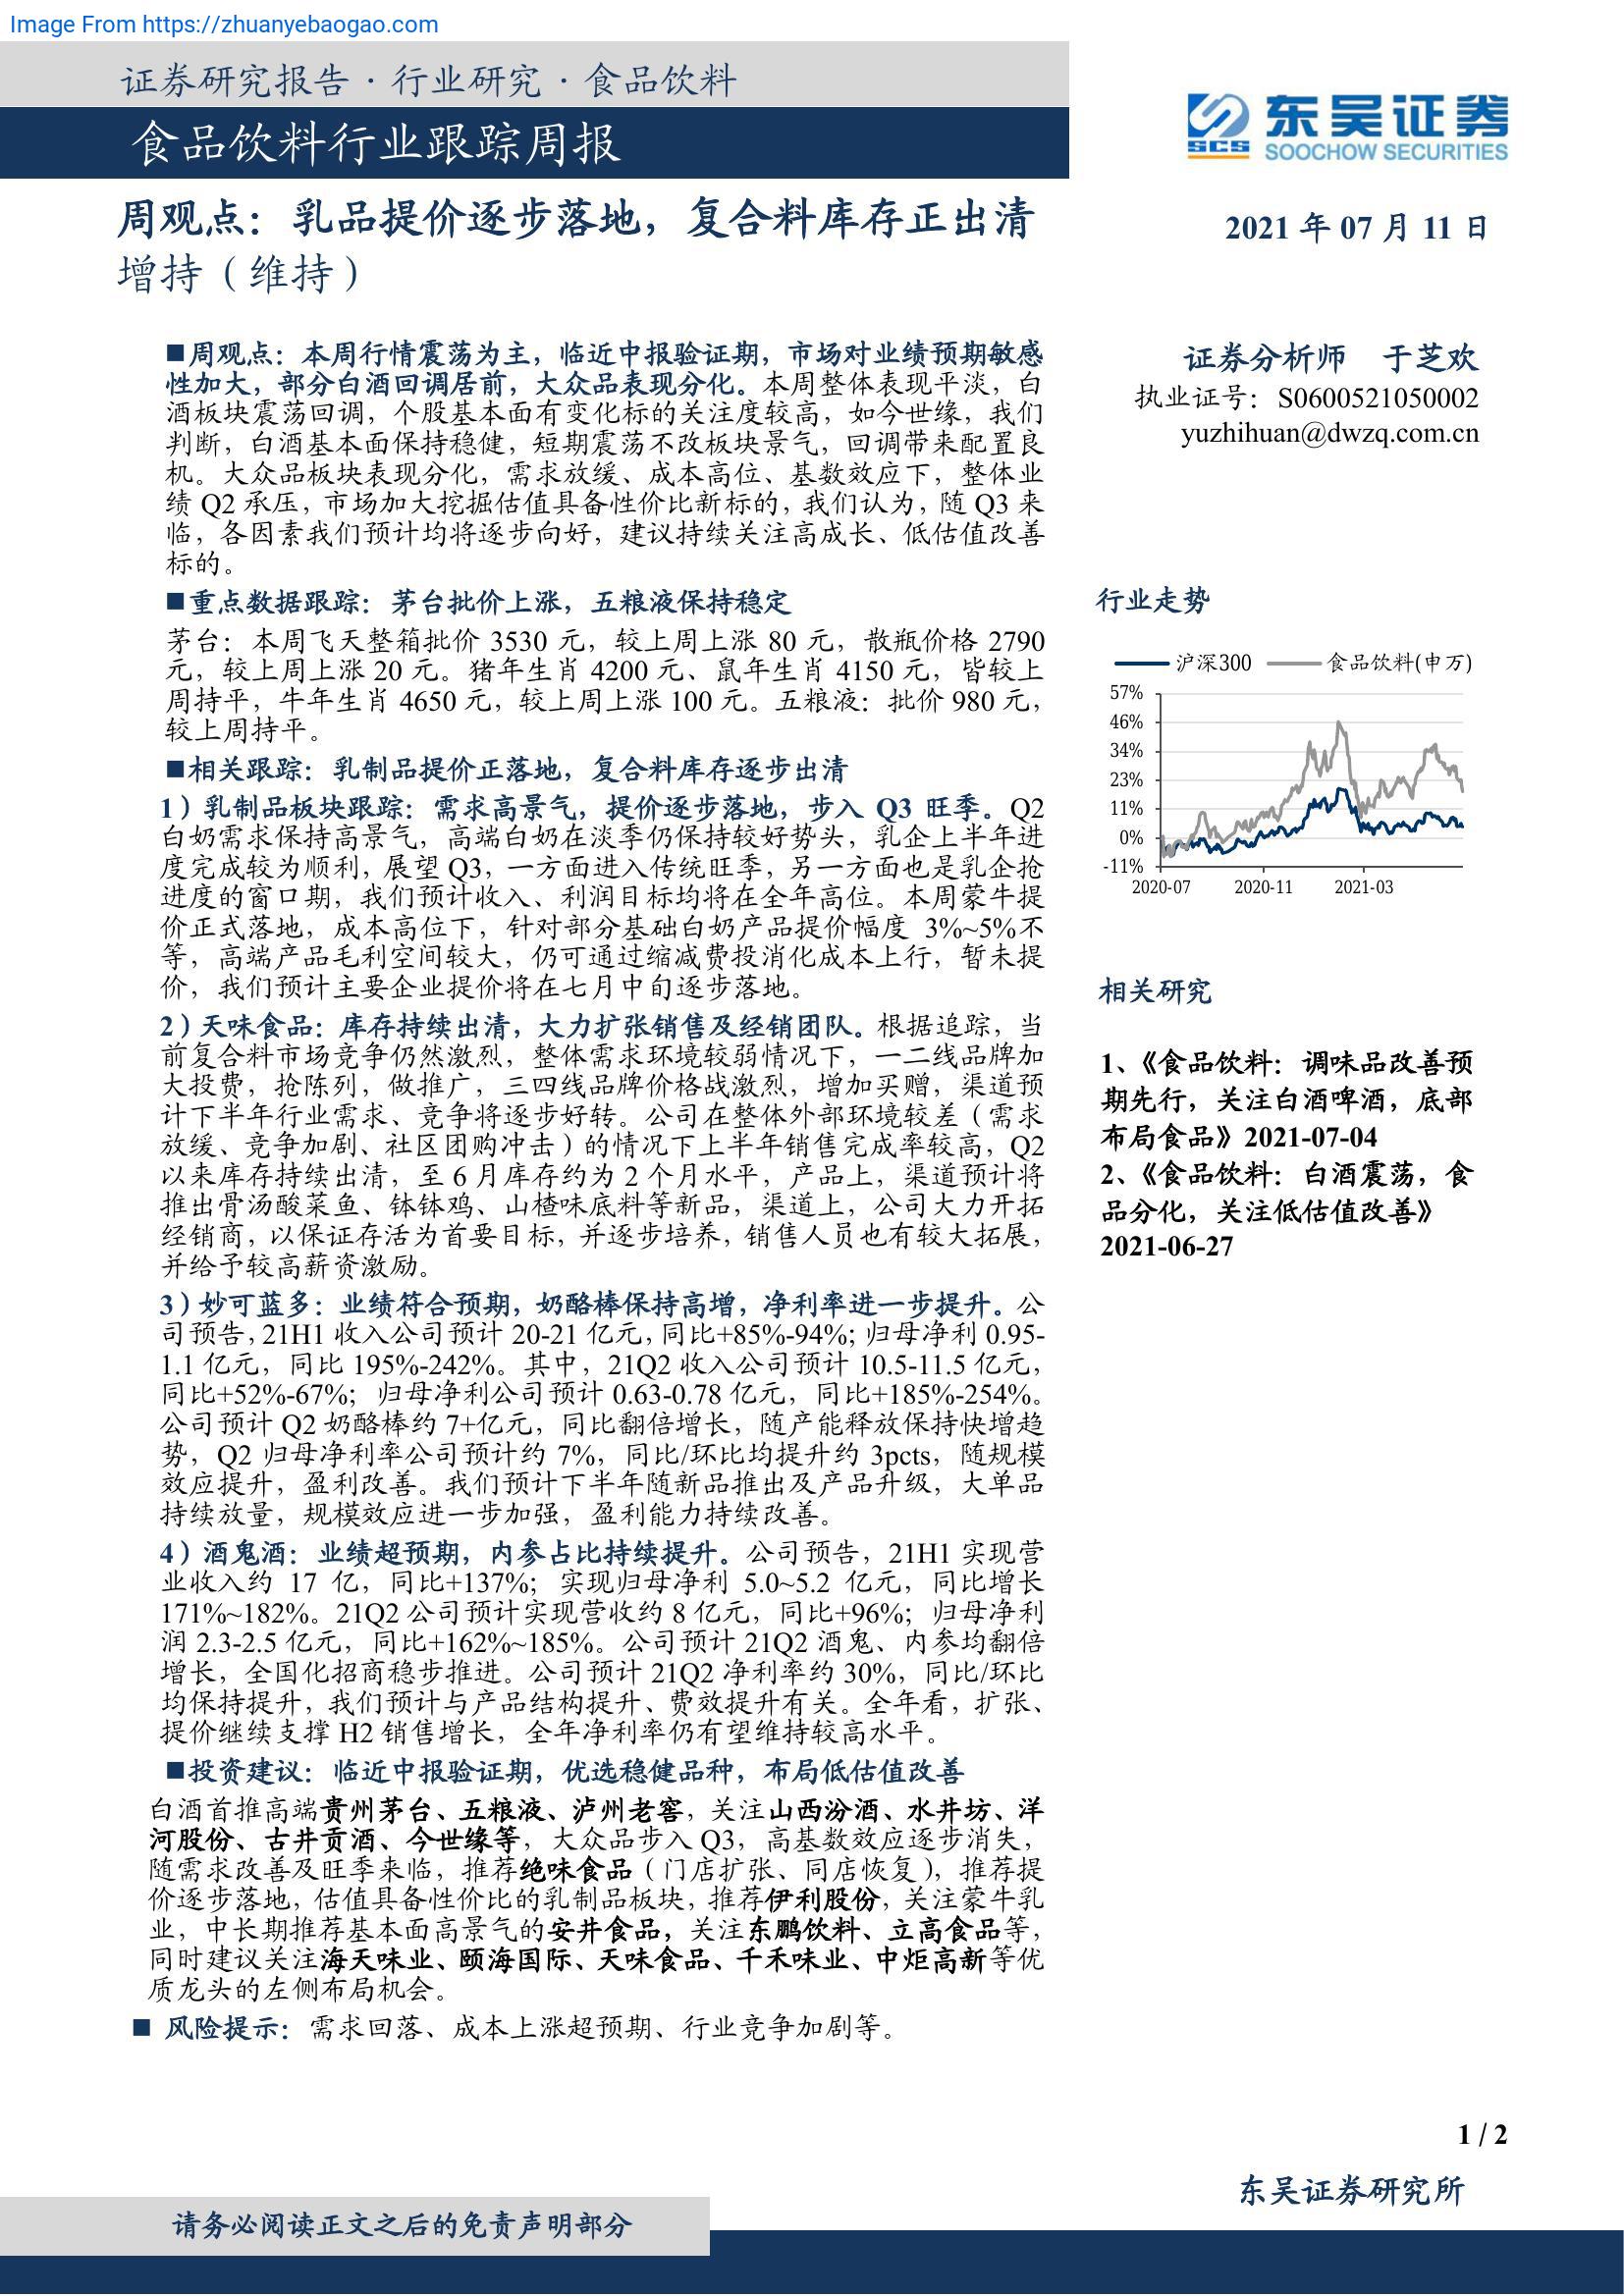 Image From https://zhuanyebaogao.com
证券研究报告·行业研究·食品饮料
食品饮料行业跟踪周报
东吴证券
SCS
SOOCHOW SECURITIES
周观点：乳品提价逐步落地，复合料库存正出清
增持（维持）
2021 年 07 月 11 日
■周观点：本周行情震荡为主，临近中报验证期，市场对业绩预期敏感
性加大，部分白酒回调居前，大众品表现分化。本周整体表现平淡，白
酒板块震荡回调，个股基本面有变化标的关注度较高，如今世缘，我们
判断，白酒基本面保持稳健，短期震荡不改板块景气，回调带来配置良
机。大众品板块表现分化，需求放缓、成本高位、基数效应下，整体业
绩 Q2 承压，市场加大挖掘估值具备性价比新标的，我们认为，随 Q3 来
临，各因素我们预计均将逐步向好，建议持续关注高成长、低估值改善
标的。
■重点数据跟踪：茅台批价上涨，五粮液保持稳定
茅台：本周飞天整箱批价 3530 元，较上周上涨 80 元，散瓶价格 2790
元，较上周上涨 20 元。猪年生肖 4200 元、鼠年生肖 4150 元，皆较上
周持平，牛年生肖 4650 元，较上周上涨 100 元。五粮液：批价 980 元，
较上周持平。
■相关跟踪：乳制品提价正落地，复合料库存逐步出清
1）乳制品板块跟踪：需求高景气，提价逐步落地，步入 Q3 旺季。Q2
白奶需求保持高景气，高端白奶在淡季仍保持较好势头，乳企上半年进
度完成较为顺利，展望 Q3，一方面进入传统旺季，另一方面也是乳企抢
进度的窗口期，我们预计收入、利润目标均将在全年高位。本周蒙牛提
价正式落地，成本高位下，针对部分基础白奶产品提价幅度 3%~5%不
等，高端产品毛利空间较大，仍可通过缩减费投消化成本上行，暂未提
价，我们预计主要企业提价将在七月中旬逐步落地。
2）天味食品：库存持续出清，大力扩张销售及经销团队。根据追踪，当
前复合料市场竞争仍然激烈，整体需求环境较弱情况下，一二线品牌加
大投费，抢陈列，做推广，三四线品牌价格战激烈，增加买赠，渠道预
计下半年行业需求、竞争将逐步好转。公司在整体外部环境较差（需求
放缓、竞争加剧、社区团购冲击）的情况下上半年销售完成率较高，Q2
以来库存持续出清，至 6 月库存约为 2 个月水平，产品上，渠道预计将
推出骨汤酸菜鱼、钵钵鸡、山楂味底料等新品，渠道上，公司大力开拓
经销商，以保证存活为首要目标，并逐步培养，销售人员也有较大拓展，
并给予较高薪资激励。
3）妙可蓝多：业绩符合预期，奶酪棒保持高增，净利率进一步提升。公
司预告，21H1 收入公司预计 20-21 亿元，同比+85%-94%；归母净利 0.95-
1.1 亿元，同比 195%-242%。其中，21Q2 收入公司预计 10.5-11.5 亿元，
同比+52%-67%；归母净利公司预计 0.63-0.78 亿元，同比+185%-254%。
公司预计 Q2 奶酪棒约 7+亿元，同比翻倍增长，随产能释放保持快增趋
势，Q2 归母净利率公司预计约 7%，同比/环比均提升约 3pcts，随规模
效应提升，盈利改善。我们预计下半年随新品推出及产品升级，大单品
持续放量，规模效应进一步加强，盈利能力持续改善。
4）酒鬼酒：业绩超预期，内参占比持续提升。公司预告，21H1 实现营
业收入约 17 亿，同比+137%；实现归母净利 5.0~5.2 亿元，同比增长
171%~182%。21Q2 公司预计实现营收约 8 亿元，同比+96%；归母净利
润 2.3-2.5 亿元，同比+162%~185%。公司预计 21Q2 酒鬼、内参均翻倍
增长，全国化招商稳步推进。公司预计 21Q2 净利率约 30%，同比/环比
均保持提升，我们预计与产品结构提升、费效提升有关。全年看，扩张、
提价继续支撑 H2 销售增长，全年净利率仍有望维持较高水平。
■投资建议：临近中报验证期，优选稳健品种，布局低估值改善
白酒首推高端贵州茅台、五粮液、泸州老窖，关注山西汾酒、水井坊、洋
河股份、古井贡酒、今世缘等，大众品步入 Q3，高基数效应逐步消失，
随需求改善及旺季来临，推荐绝味食品（门店扩张、同店恢复），推荐提
价逐步落地，估值具备性价比的乳制品板块，推荐伊利股份，关注蒙牛乳
业，中长期推荐基本面高景气的安井食品，关注东鹏饮料、立高食品等，
同时建议关注海天味业、颐海国际、天味食品、千禾味业、中炬高新等优
质龙头的左侧布局机会。
■ 风险提示：需求回落、成本上涨超预期、行业竞争加剧等。
证券分析师 于芝欢
执业证号：S0600521050002
yuzhihuan@dwzq.com.cn
行业走势
沪深300 食品饮料(申万)
57%
46%
34%
23%
11%
0%
-11%
2020-07 2020-11 2021-03
相关研究
1、《食品饮料：调味品改善预
期先行，关注白酒啤酒，底部
布局食品》2021-07-04
2、《食品饮料：白酒震荡，食
品分化，关注低估值改善》
2021-06-27
1 / 2
东吴证券研究所
请务必阅读正文之后的免责声明部分